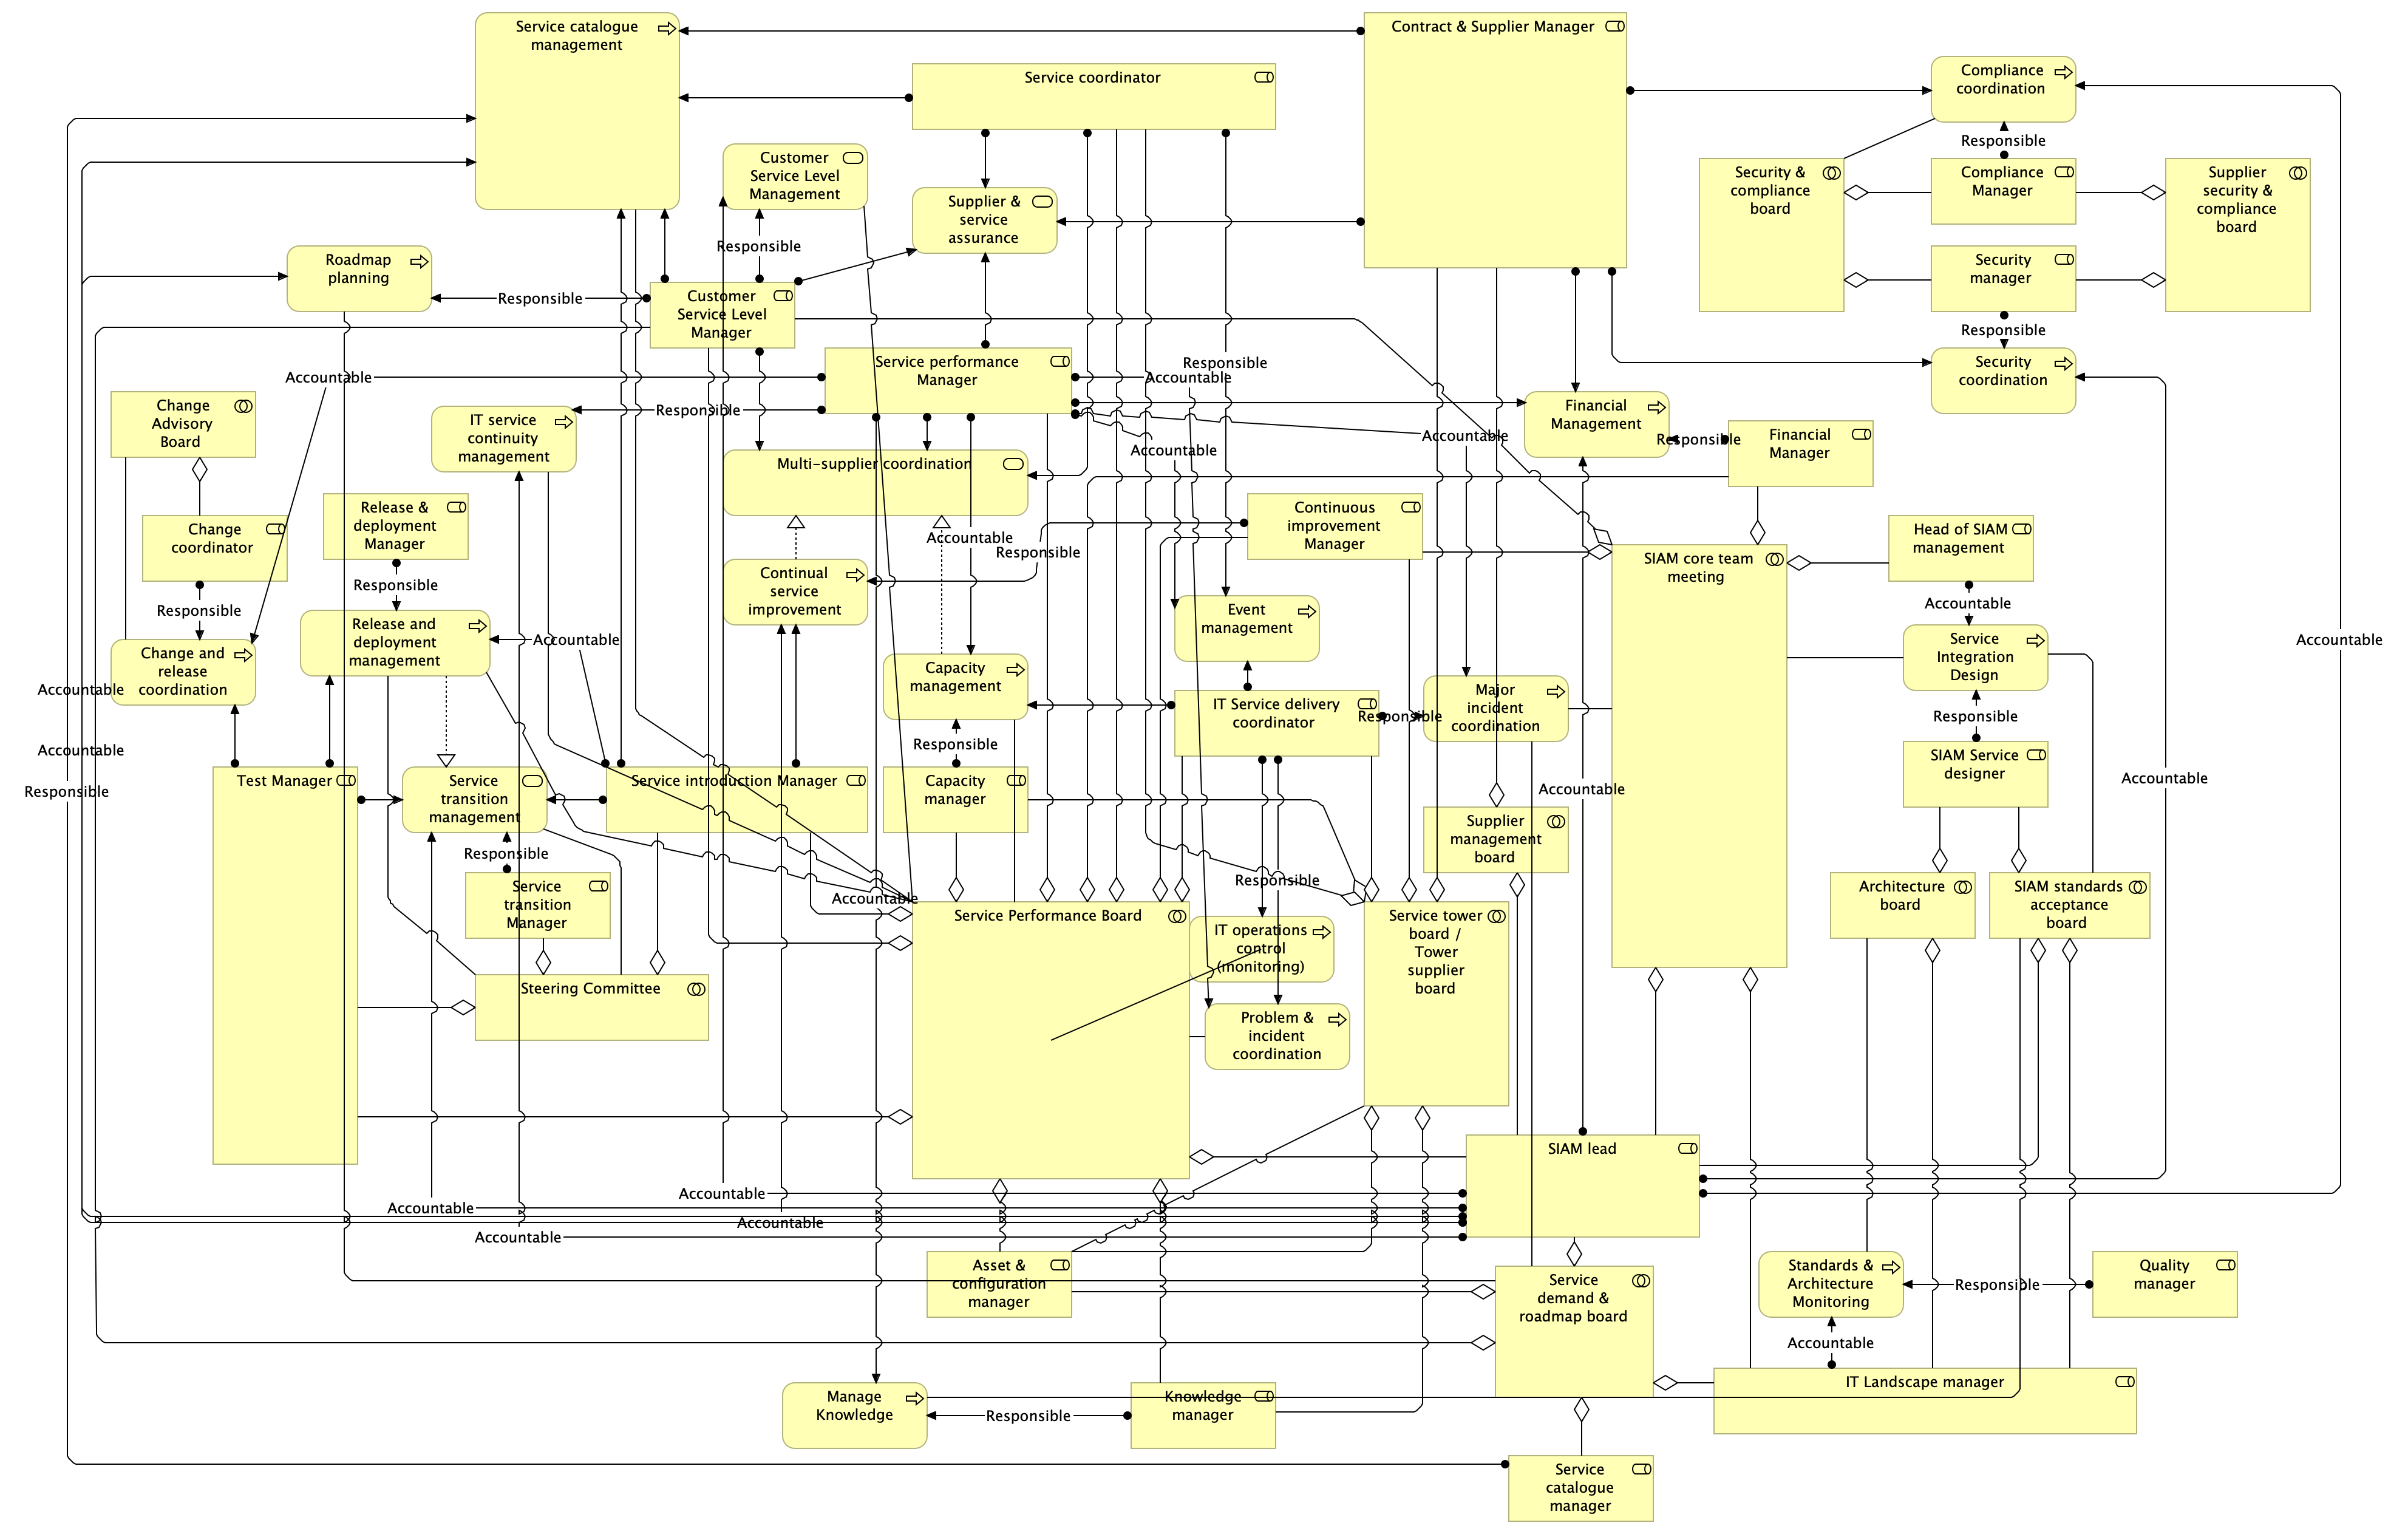 Service catalogue
management
Contract & Supplier Manager
Service coordinator
Compliance
coordination
Responsible
Customer
Service Level
Management
Security &
compliance
board
Compliance
Manager
Supplier
security &
compliance
board
Supplier &
service
assurance
Responsible
Roadmap
planning
Security
manager
Responsible
Customer
Service Level
Manager
Responsible
Service performance
Manager
Responsible
Accountable
Accountable
Security
coordination
Change
Advisory
Board
IT service
continuity
management
Responsible
Financial
Management
Financial
Manager
Responsible
Accountable
Accountable
Multi-supplier coordination
Release &
deployment
Manager
Continuous
improvement
Manager
Change
coordinator
Head of SIAM
management
Accountable
Responsible
SIAM core team
meeting
Continual
service
improvement
Responsible
Responsible
Accountable
Event
management
Release and
deployment
management
Accountable
Accountable
Service
Integration
Design
Change and
release
coordination
Capacity
management
Accountable
Major
incident
coordination
IT Service delivery
coordinator
Responsible
Responsible
Responsible
Accountable
SIAM Service
designer
Test Manager
Service
transition
management
Service introduction Manager
Capacity
manager
Accountable
Accountable
Responsible
Supplier
management
board
Responsible
Responsible
Service
transition
Manager
Accountable
Architecture
board
SIAM standards
acceptance
board
Service Performance Board
Service tower
board /
Tower
supplier
board
IT operations
control
(monitoring)
Steering Committee
Problem &
incident
coordination
SIAM lead
Accountable
Accountable
Accountable
Accountable
Asset &
configuration
manager
Service
demand &
roadmap board
Standards &
Architecture
Monitoring
Responsible
Quality
manager
Accountable
Manage
Knowledge
Responsible
Knowledge
manager
IT Landscape manager
Service
catalogue
manager